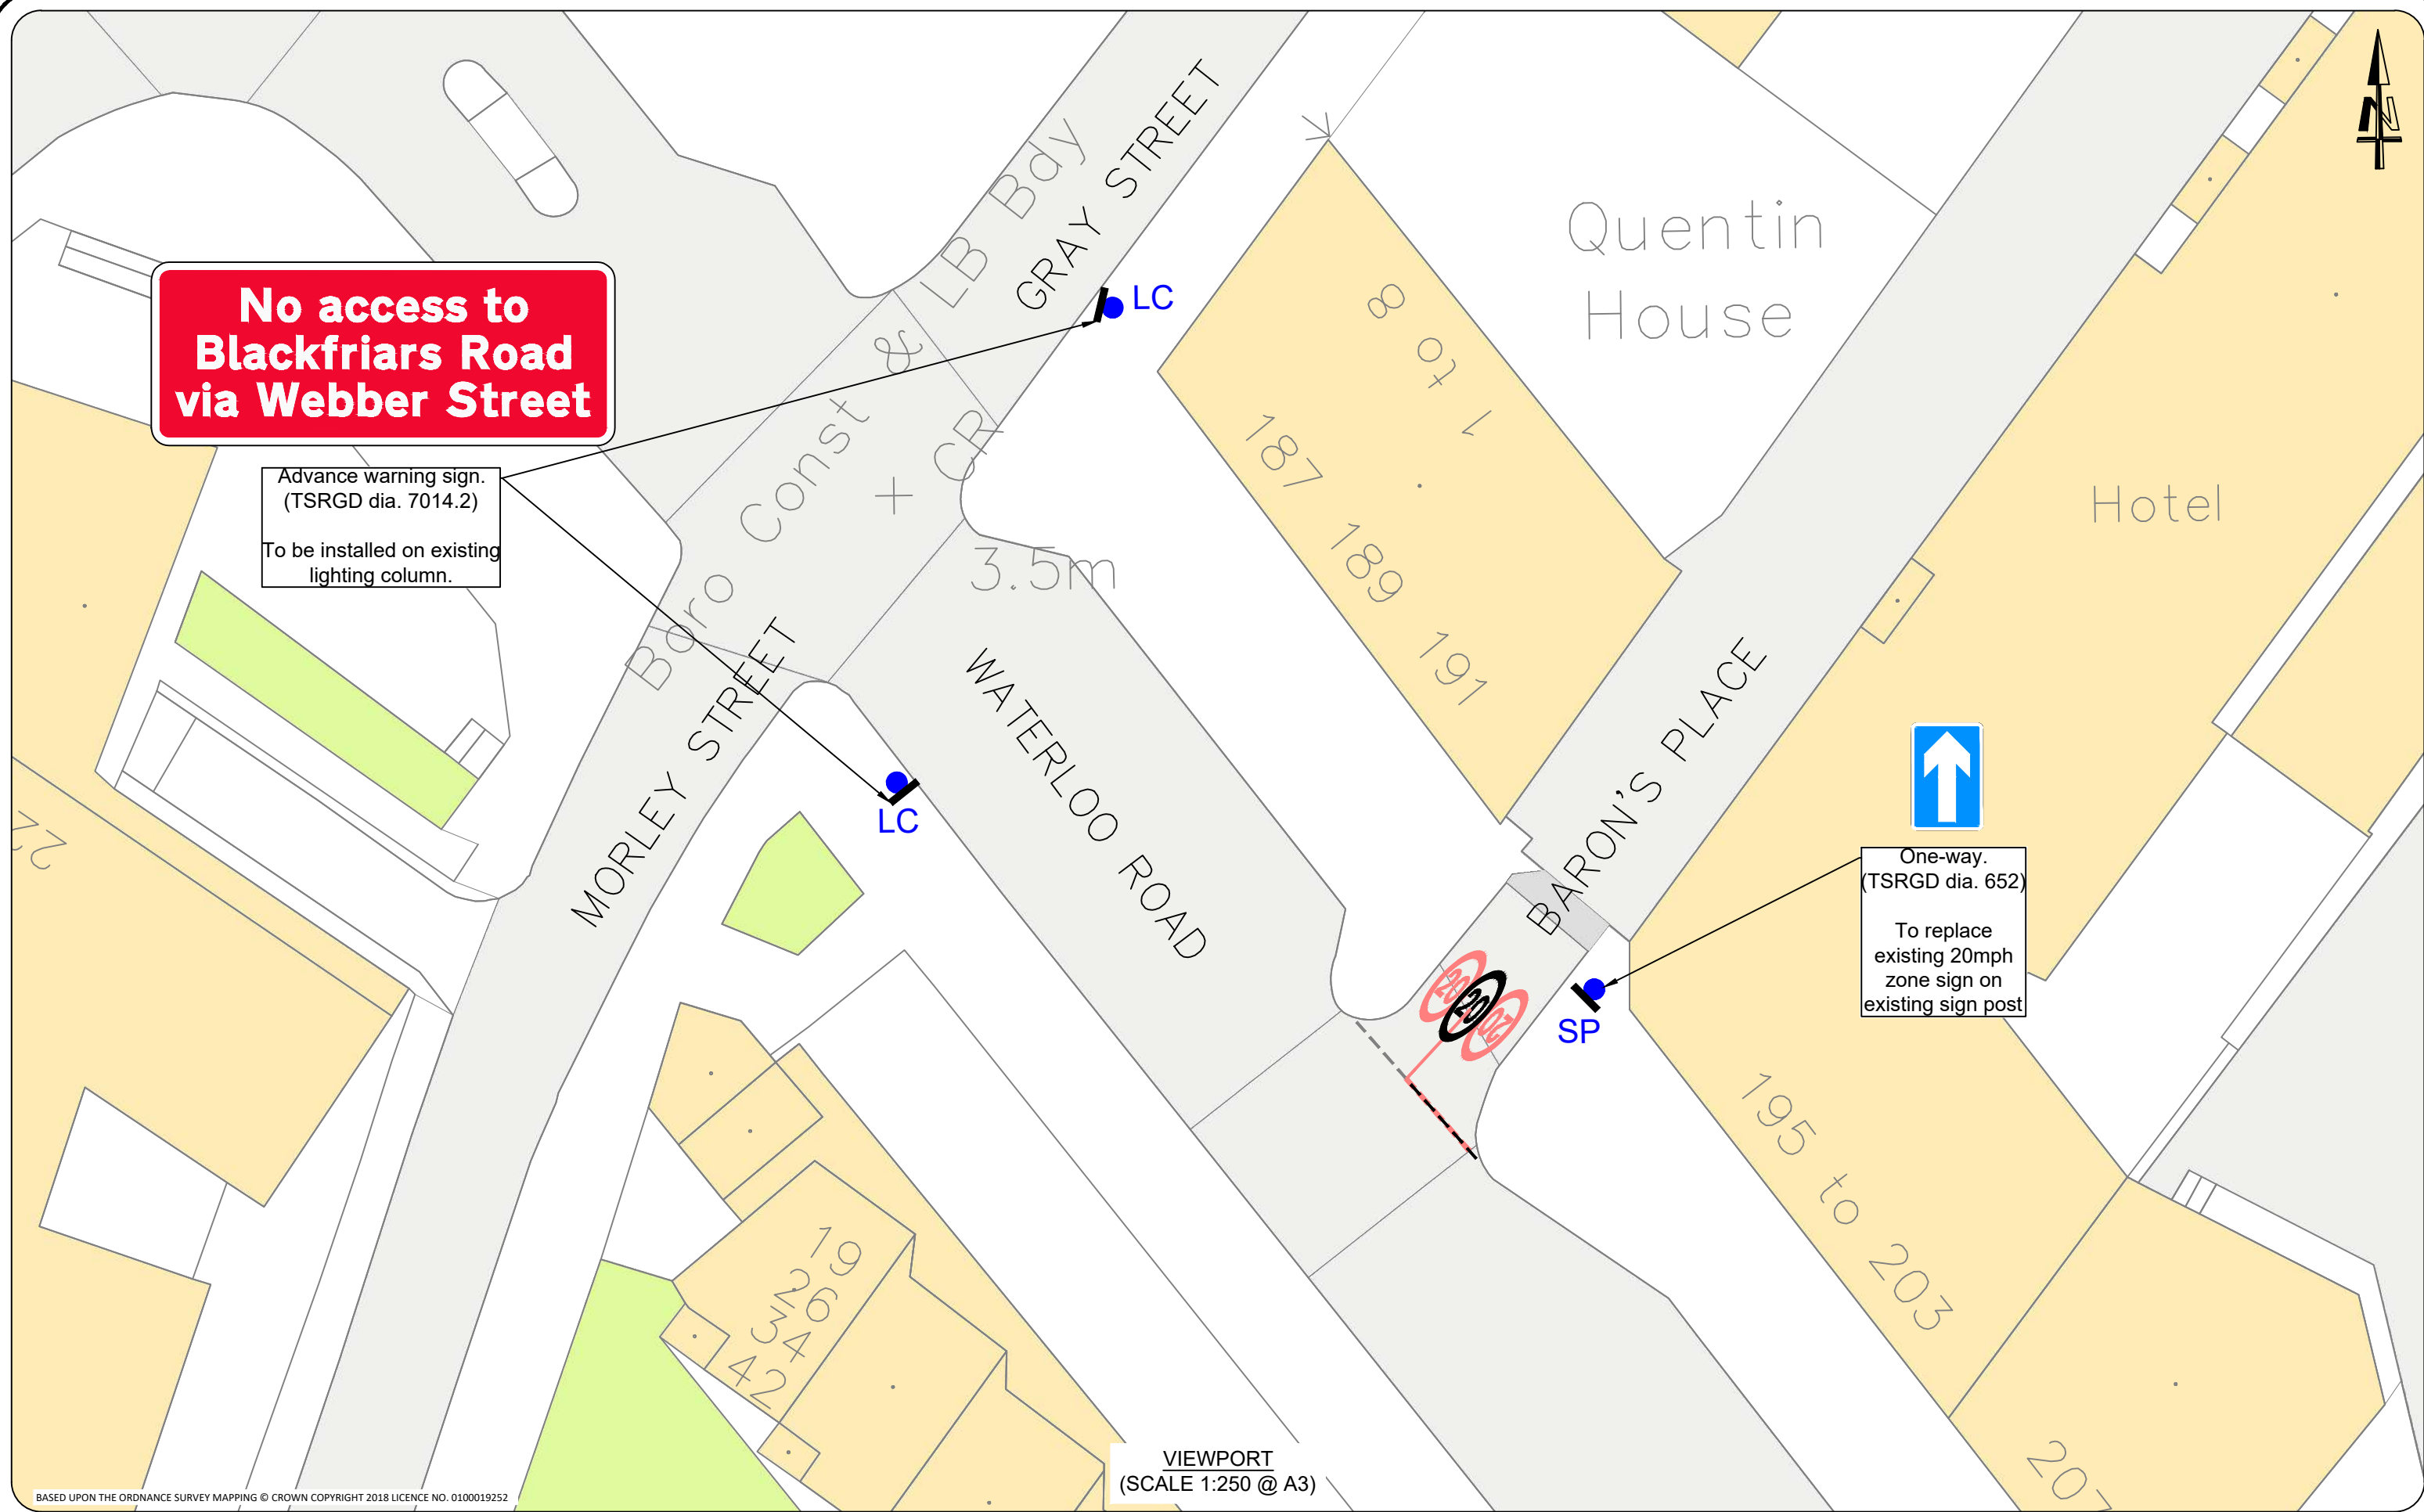 GRAY STREET
Boro Const & LB Bdy
CR
3.5m
N
Quentin
House
1 to 8
187
189
191
Hotel
LC
No access to
Blackfriars Road
via Webber Street
Advance warning sign.
(TSRGD dia. 7014.2)
To be installed on existing
lighting column.
MORLEY STREET
LC
WATERLOO ROAD
BARON'S PLACE
One-way.
(TSRGD dia. 652)
To replace
existing 20mph
zone sign on
existing sign post
SP
20
20
20
22
195 to 203
19
26
34
42
VIEWPORT
(SCALE 1:250 @ A3)
BASED UPON THE ORDNANCE SURVEY MAPPING © CROWN COPYRIGHT 2018 LICENCE NO. 0100019252